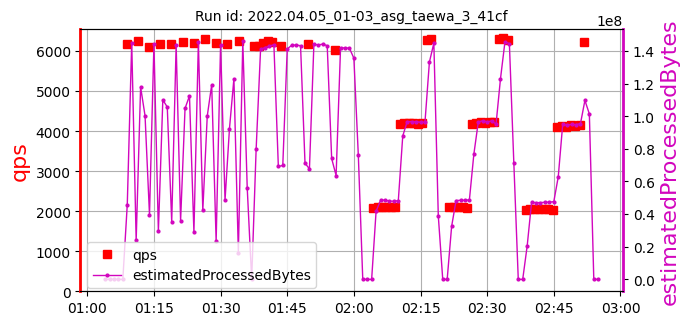 Run id: 2022.04.05_01-03_asg_taewa_3_41cf
1e8
6000
5000
4000
3000
2000
1000
0
qps
1.4
1.2
1.0
0.8
0.6
0.4
0.2
0.0
estimatedProcessedBytes
qps
estimatedProcessedBytes
01:00 01:15 01:30 01:45 02:00 02:15 02:30 02:45 03:00